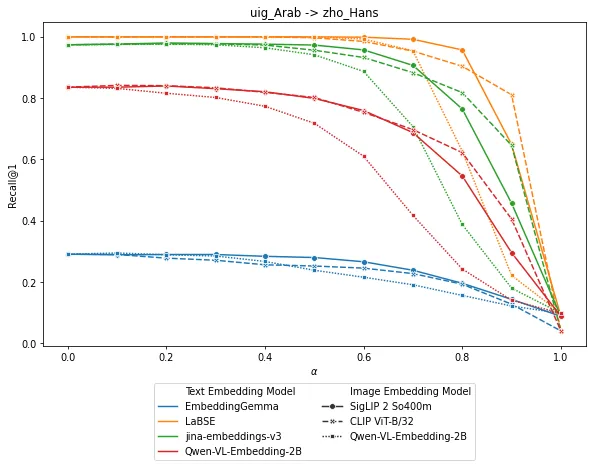 uig_Arab -> zho_Hans
Recall@1
1.0
0.8
0.6
0.4
0.2
0.0
0.0 0.2 0.4 0.6 0.8 1.0
α
Text Embedding Model
EmbeddingGemma
LaBSE
jina-embeddings-v3
Qwen-VL-Embedding-2B
Image Embedding Model
SigLIP 2 So400m
CLIP ViT-B/32
Qwen-VL-Embedding-2B